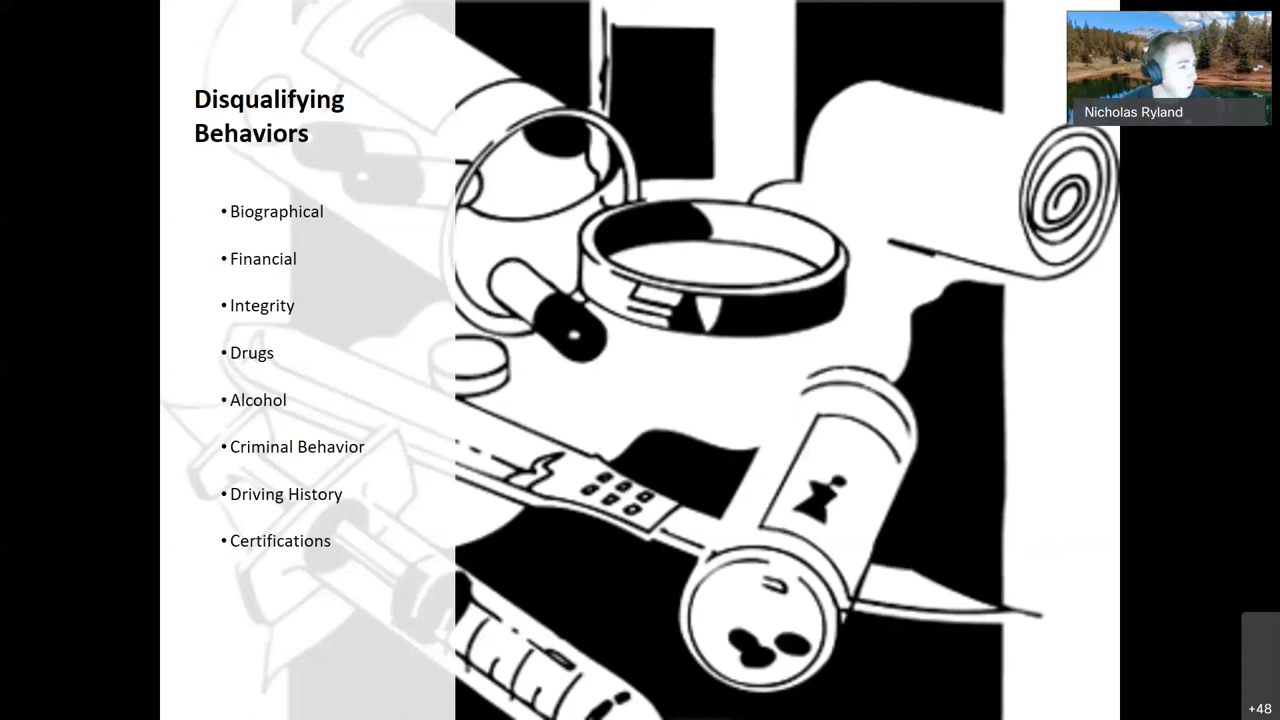 Disqualifying
Behaviors
• Biographical
• Financial
• Integrity
• Drugs
• Alcohol
• Criminal Behavior
• Driving History
• Certifications
Nicholas Ryland
+48